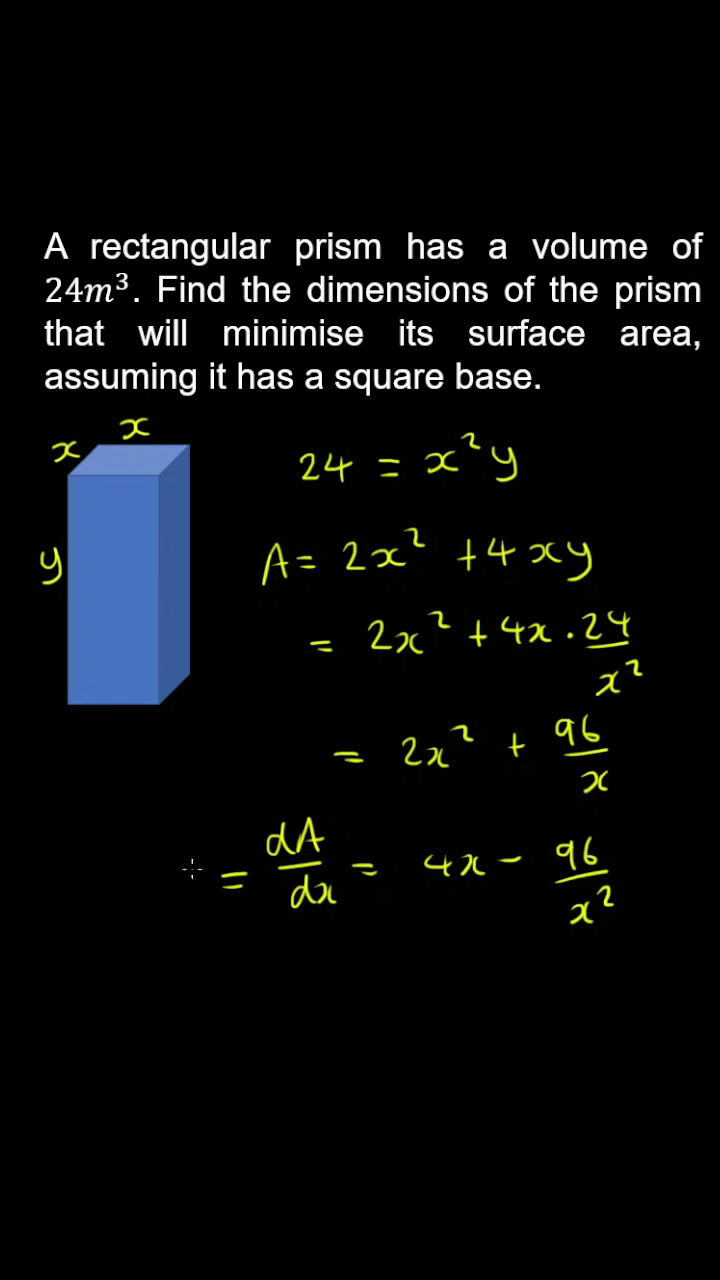 A rectangular prism has a volume of
24m³. Find the dimensions of the prism
that will minimise its surface area,
assuming it has a square base.
x
x
y
24 = x²y
A = 2x² + 4xy
= 2x² + 4x · 24/x²
= 2x² + 96/x
= dA/dx = 4x − 96/x²